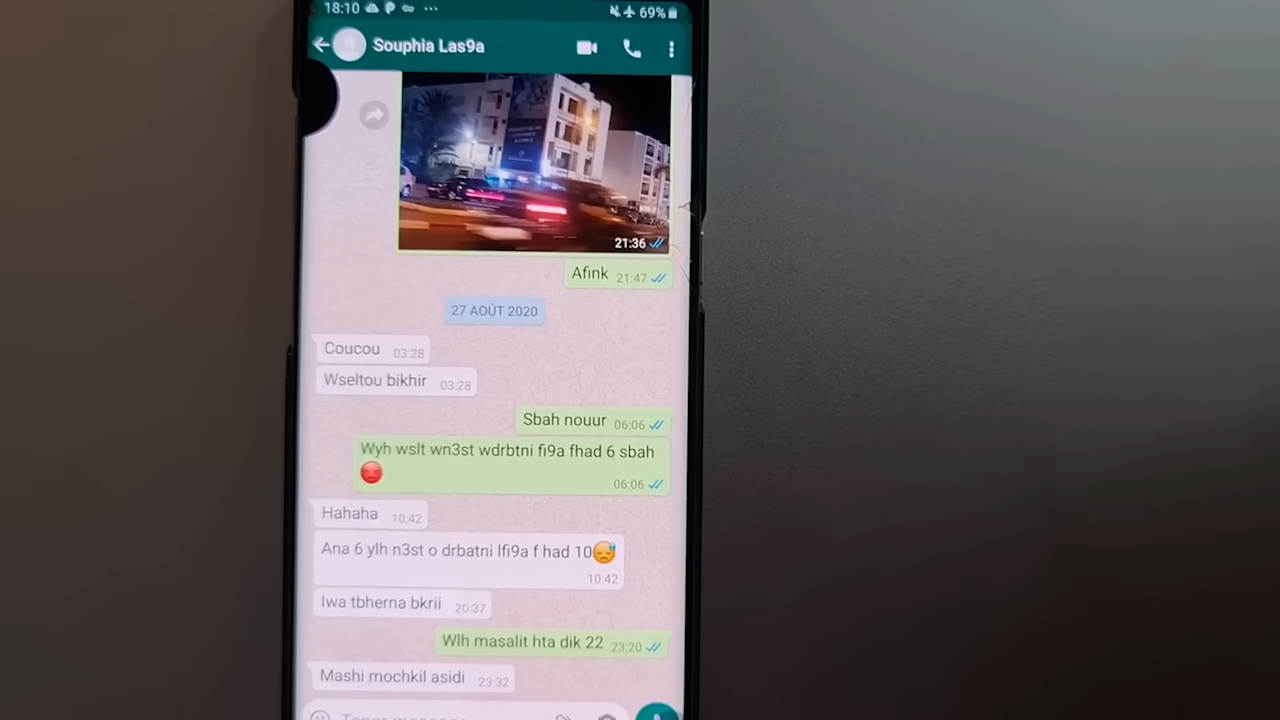 18:10
69%
Souphia Las9a
21:36
Afink 21:47
27 AOÛT 2020
Coucou 03:28
Wseltou bikhir 03:28
Sbah nouur 06:06
Wyh wslt wn3st wdrbtni fi9a fhad 6 sbah
😡 06:06
Hahaha 10:42
Ana 6 ylh n3st o drbatni lfi9a f had 10😓
10:42
Iwa tbherna bkrii 20:37
Wlh masalit hta dik 22 23:20
Mashi mochkil asidi 23:32